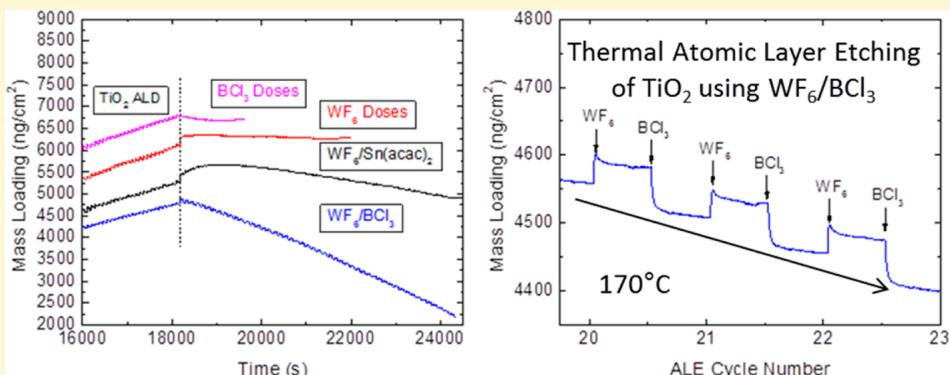 9000
8500
8000
7500
7000
6500
6000
5500
5000
4500
4000
3500
3000
2500
2000
Mass Loading (ng/cm²)
TiO₂ ALD
BCl₃ Doses
WF₆ Doses
WF₆/Sn(acac)₂
WF₆/BCl₃
16000 18000 20000 22000 24000
Time (s)
4800
4700
4600
4500
4400
Mass Loading (ng/cm²)
Thermal Atomic Layer Etching
of TiO₂ using WF₆/BCl₃
WF₆
BCl₃
WF₆
BCl₃
WF₆
BCl₃
170°C
20 21 22 23
ALE Cycle Number